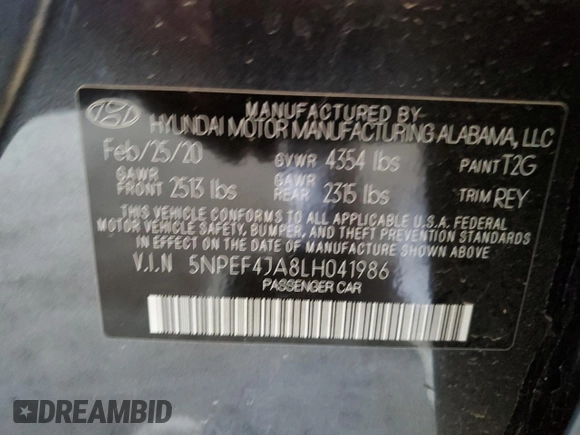 MANUFACTURED BY
HYUNDAI MOTOR MANUFACTURING ALABAMA, LLC
Feb/25/20 GVWR 4354 lbs PAINT T2G
GAWR FRONT 2513 lbs GAWR REAR 2315 lbs TRIM REY
THIS VEHICLE CONFORMS TO ALL APPLICABLE U.S.A. FEDERAL
MOTOR VEHICLE SAFETY, BUMPER, AND THEFT PREVENTION
STANDARDS IN EFFECT ON THE DATE OF MANUFACTURE SHOWN ABOVE.
V.I.N 5NPEF4JA8LH041986
PASSENGER CAR
DREAMBID